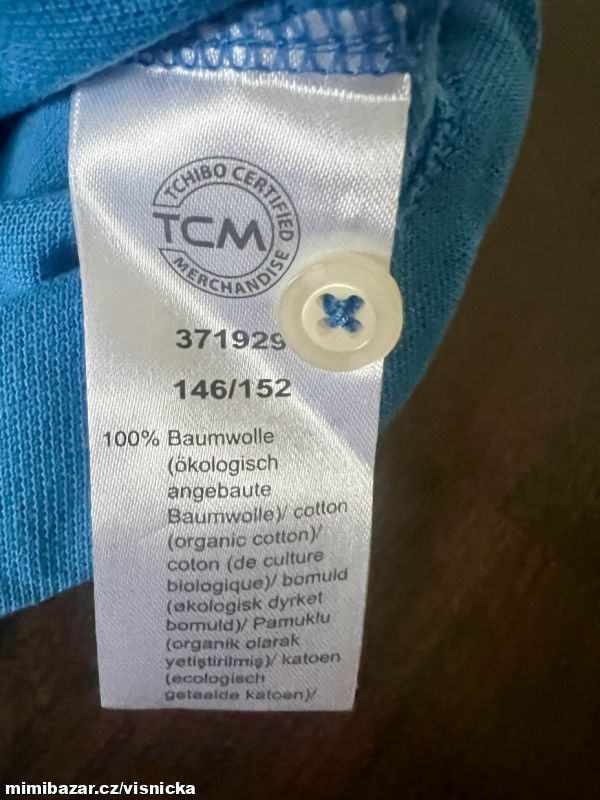 TCHIBO CERTIFIED
TCM
MERCHANDISE
371929
146/152
100% Baumwolle
(ökologisch
angebaute
Baumwolle)/ cotton
(organic cotton)/
coton (de culture
biologique)/ bomuld
(økologisk dyrket
bomuld)/ Pamuklu
(organik olarak
yetiştirilmiş)/ katoen
(ecologisch
geteelde katoen)/
mimibazar.cz/visnicka